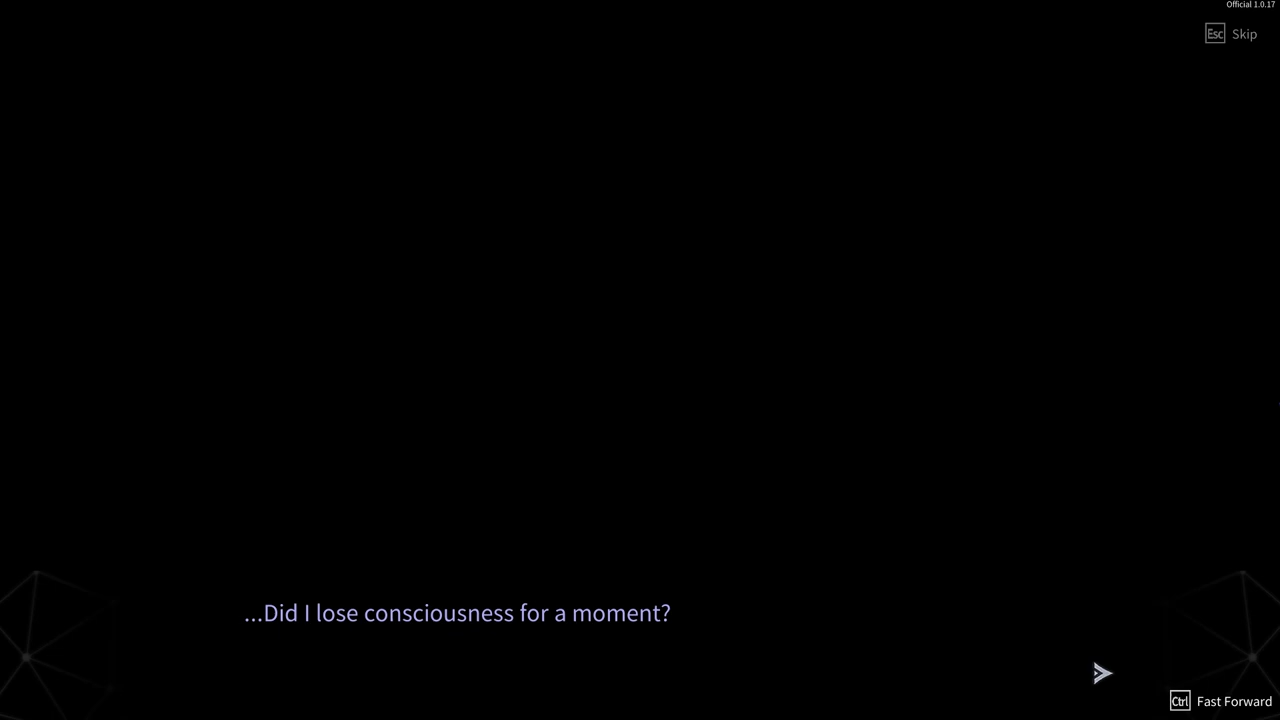 Official 1.0.17
Esc Skip
...Did I lose consciousness for a moment?
Ctrl Fast Forward